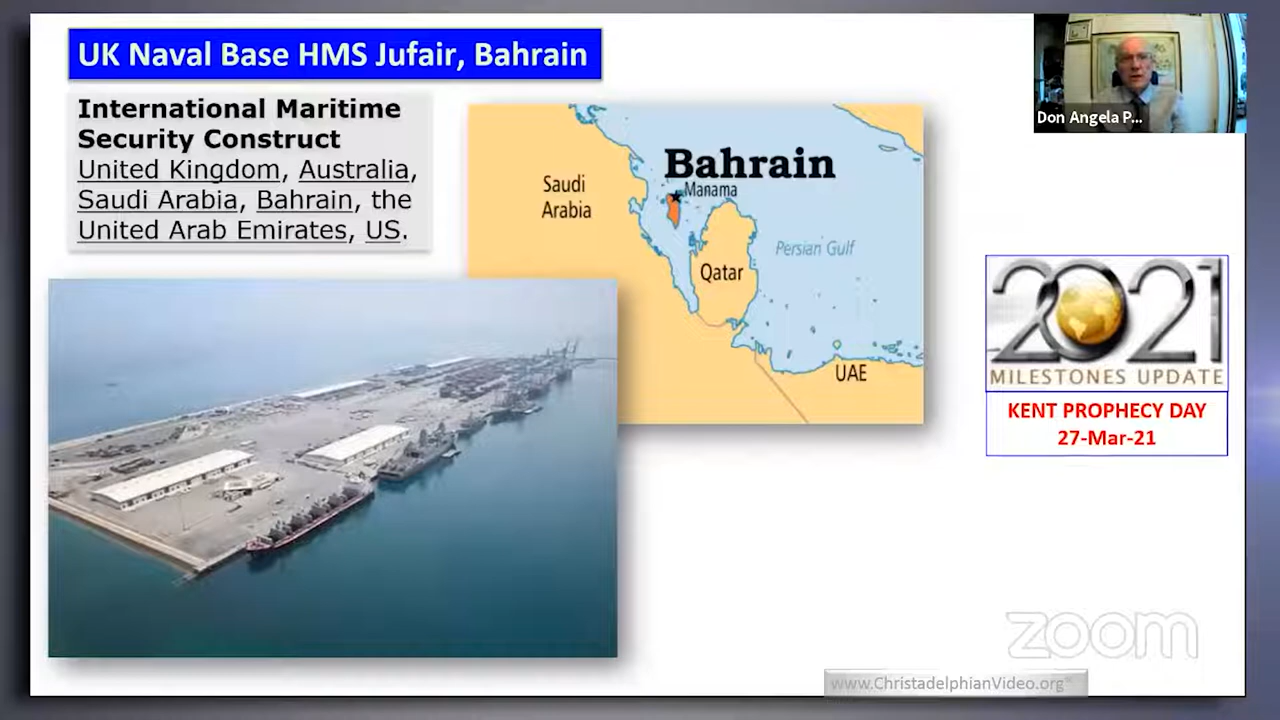 UK Naval Base HMS Jufair, Bahrain
International Maritime
Security Construct
United Kingdom, Australia,
Saudi Arabia, Bahrain, the
United Arab Emirates, US.
Bahrain
Manama
Saudi
Arabia
Persian Gulf
Qatar
UAE
Don Angela P...
2021
MILESTONES UPDATE
KENT PROPHECY DAY
27-Mar-21
zoom
www.ChristadelphianVideo.org